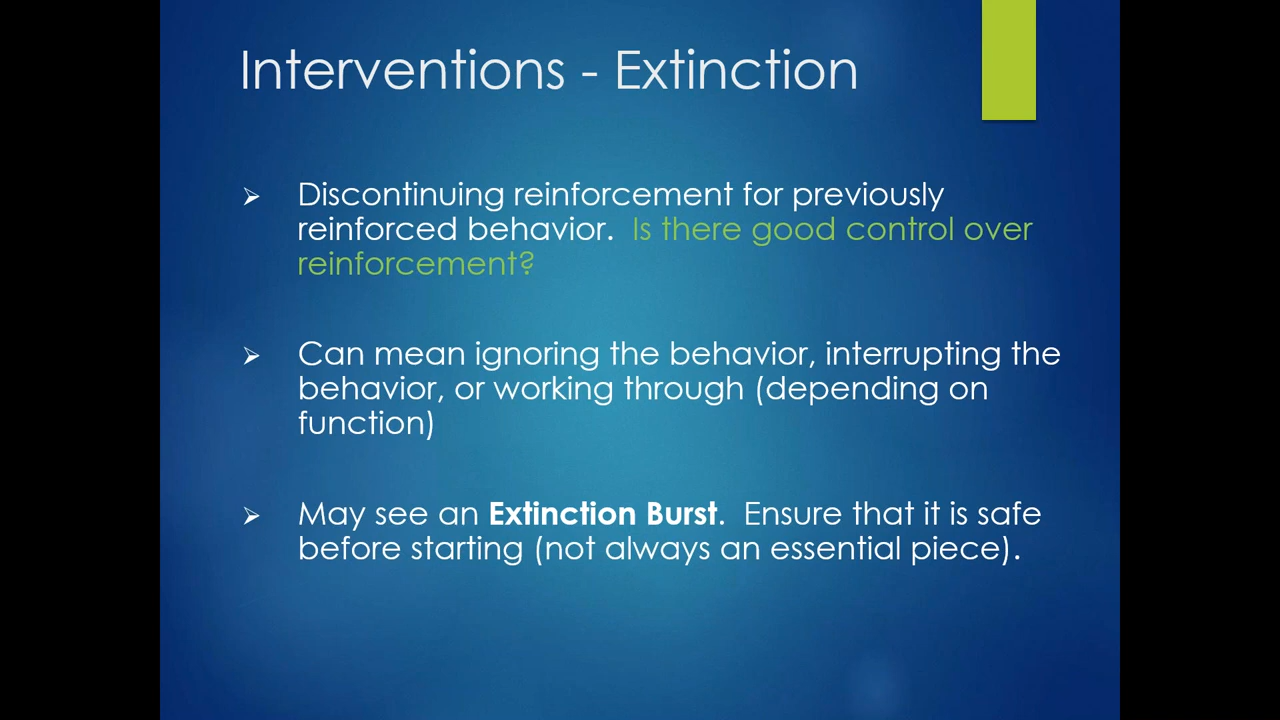 Interventions - Extinction
Discontinuing reinforcement for previously
reinforced behavior.  Is there good control over
reinforcement?
Can mean ignoring the behavior, interrupting the
behavior, or working through (depending on
function)
May see an Extinction Burst.  Ensure that it is safe
before starting (not always an essential piece).